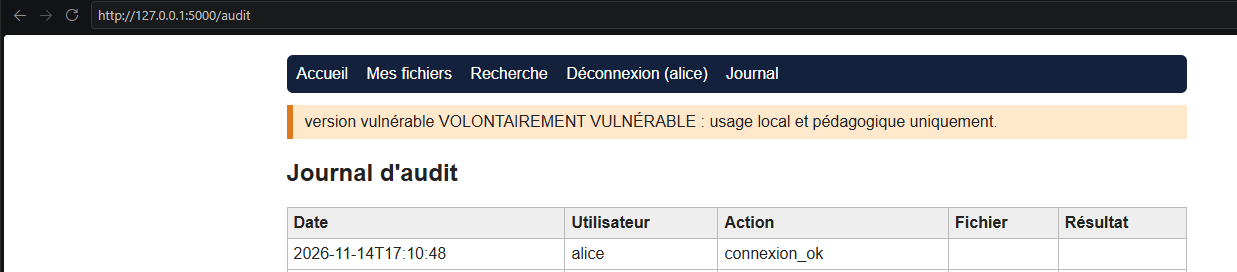 http://127.0.0.1:5000/audit
Accueil Mes fichiers Recherche Déconnexion (alice) Journal
version vulnérable VOLONTAIREMENT VULNÉRABLE : usage local et pédagogique uniquement.
Journal d'audit
Date Utilisateur Action Fichier Résultat
2026-11-14T17:10:48 alice connexion_ok